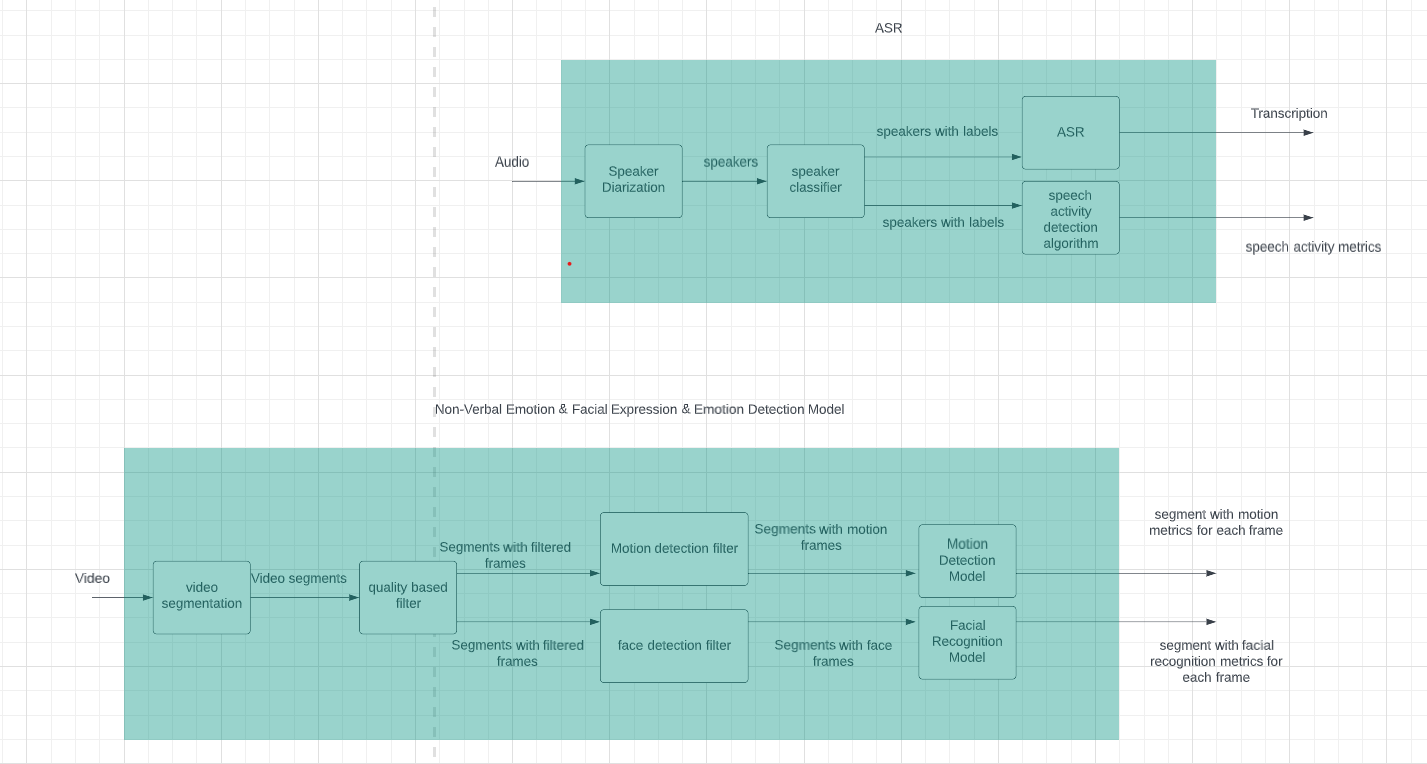 ASR
Transcription
ASR
speakers with labels
Audio
speakers
Speaker
Diarization
speaker
classifier
speech
activity
detection
algorithm
speakers with labels
speech activity metrics
Non-Verbal Emotion & Facial Expression & Emotion Detection Model
segment with motion
metrics for each frame
Segments with motion
frames
Segments with filtered
frames
Motion detection filter
Motion
Detection
Model
Video
Video segments
video
segmentation
quality based
filter
Segments with filtered
frames
face detection filter
Segments with face
frames
Facial
Recognition
Model
segment with facial
recognition metrics for
each frame